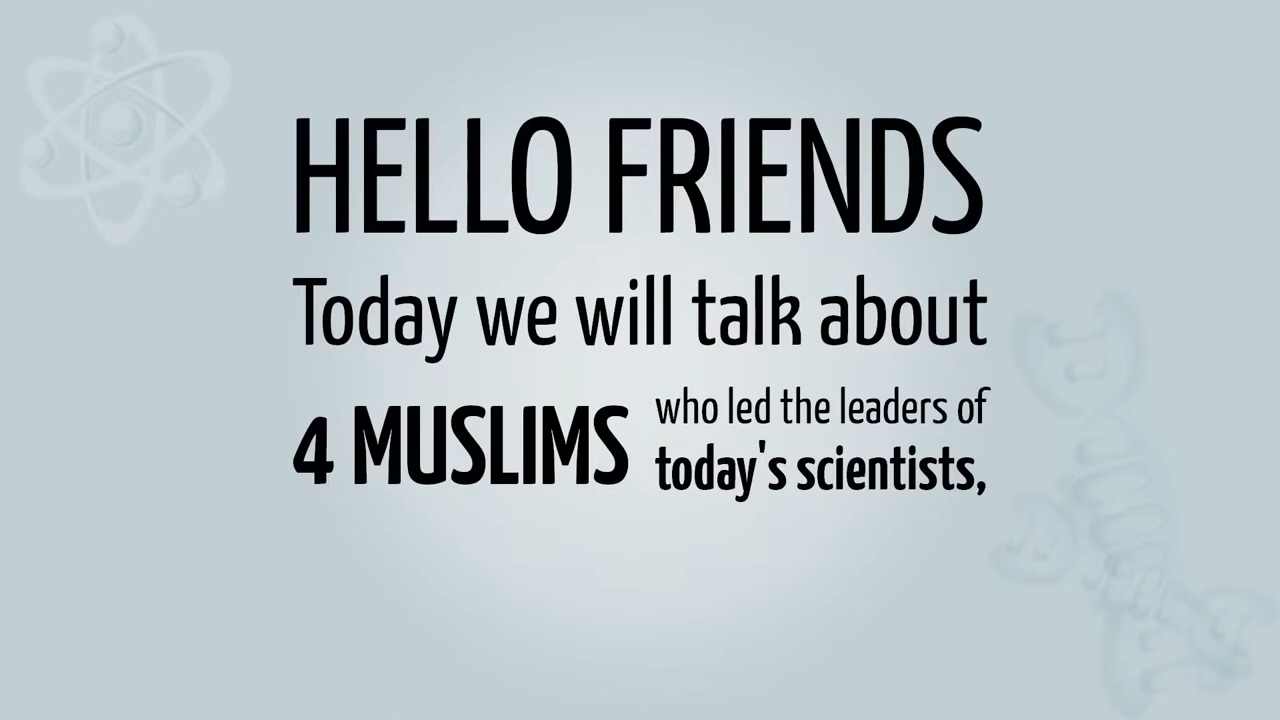 HELLO FRIENDS
Today we will talk about
4 MUSLIMS
who led the leaders of
today's scientists,